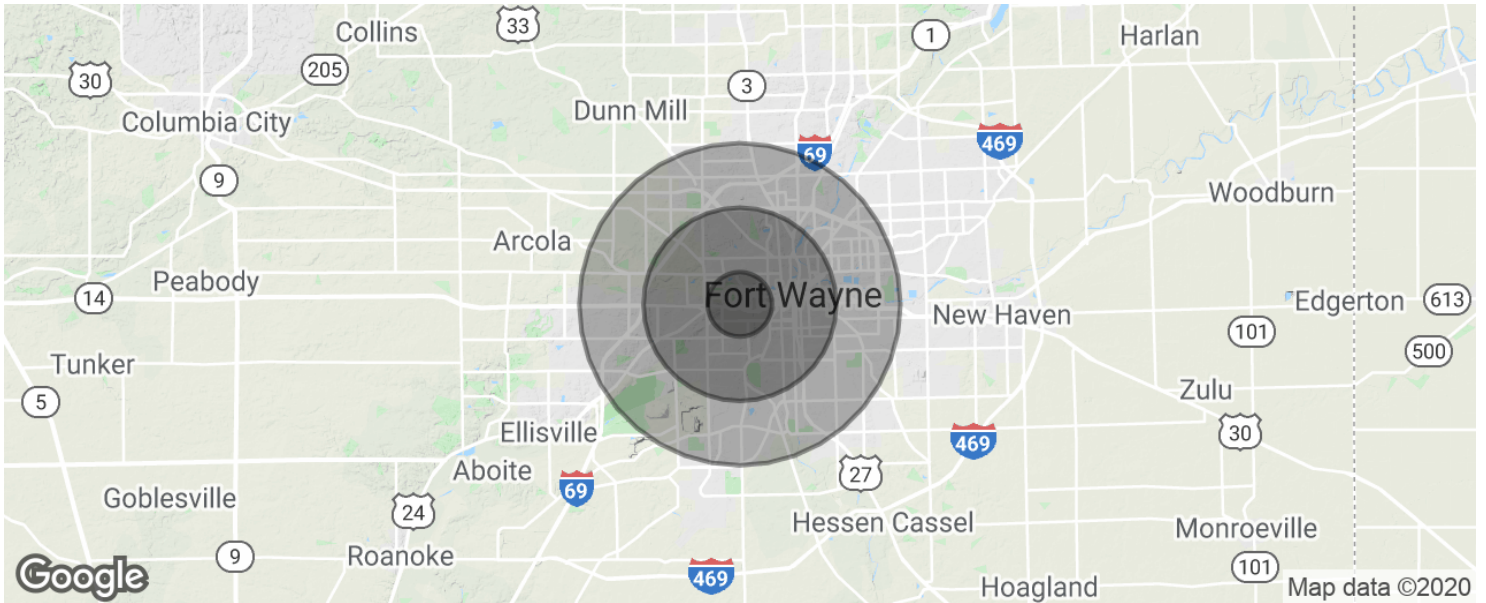 Collins
33
1
Harlan
30
205
3
Dunn Mill
Columbia City
69
469
9
Woodburn
Arcola
Peabody
14
Fort Wayne
New Haven
Edgerton
613
101
500
Tunker
Zulu
5
Ellisville
469
30
Aboite
27
69
Goblesville
24
Hessen Cassel
Monroeville
9
Roanoke
469
101
Google
Hoagland
Map data ©2020